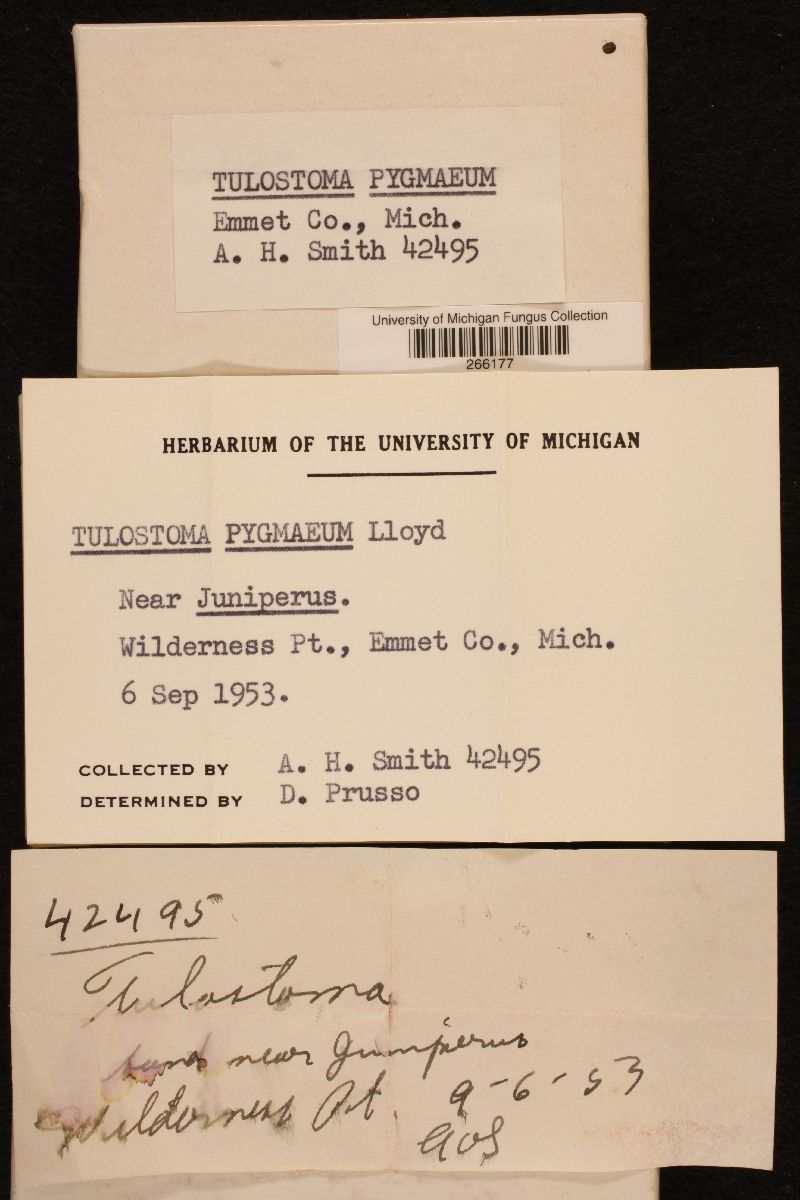 TULOSTOMA PYGMAEUM
Emmet Co., Mich.
A. H. Smith 42495
University of Michigan Fungus Collection
266177
HERBARIUM OF THE UNIVERSITY OF MICHIGAN
TULOSTOMA PYGMAEUM Lloyd
Near Juniperus.
Wilderness Pt., Emmet Co., Mich.
6 Sep 1953.
COLLECTED BY A. H. Smith 42495
DETERMINED BY D. Prusso
42495
Tulostoma
near Juniperus
Wilderness Pt. 9-6-53